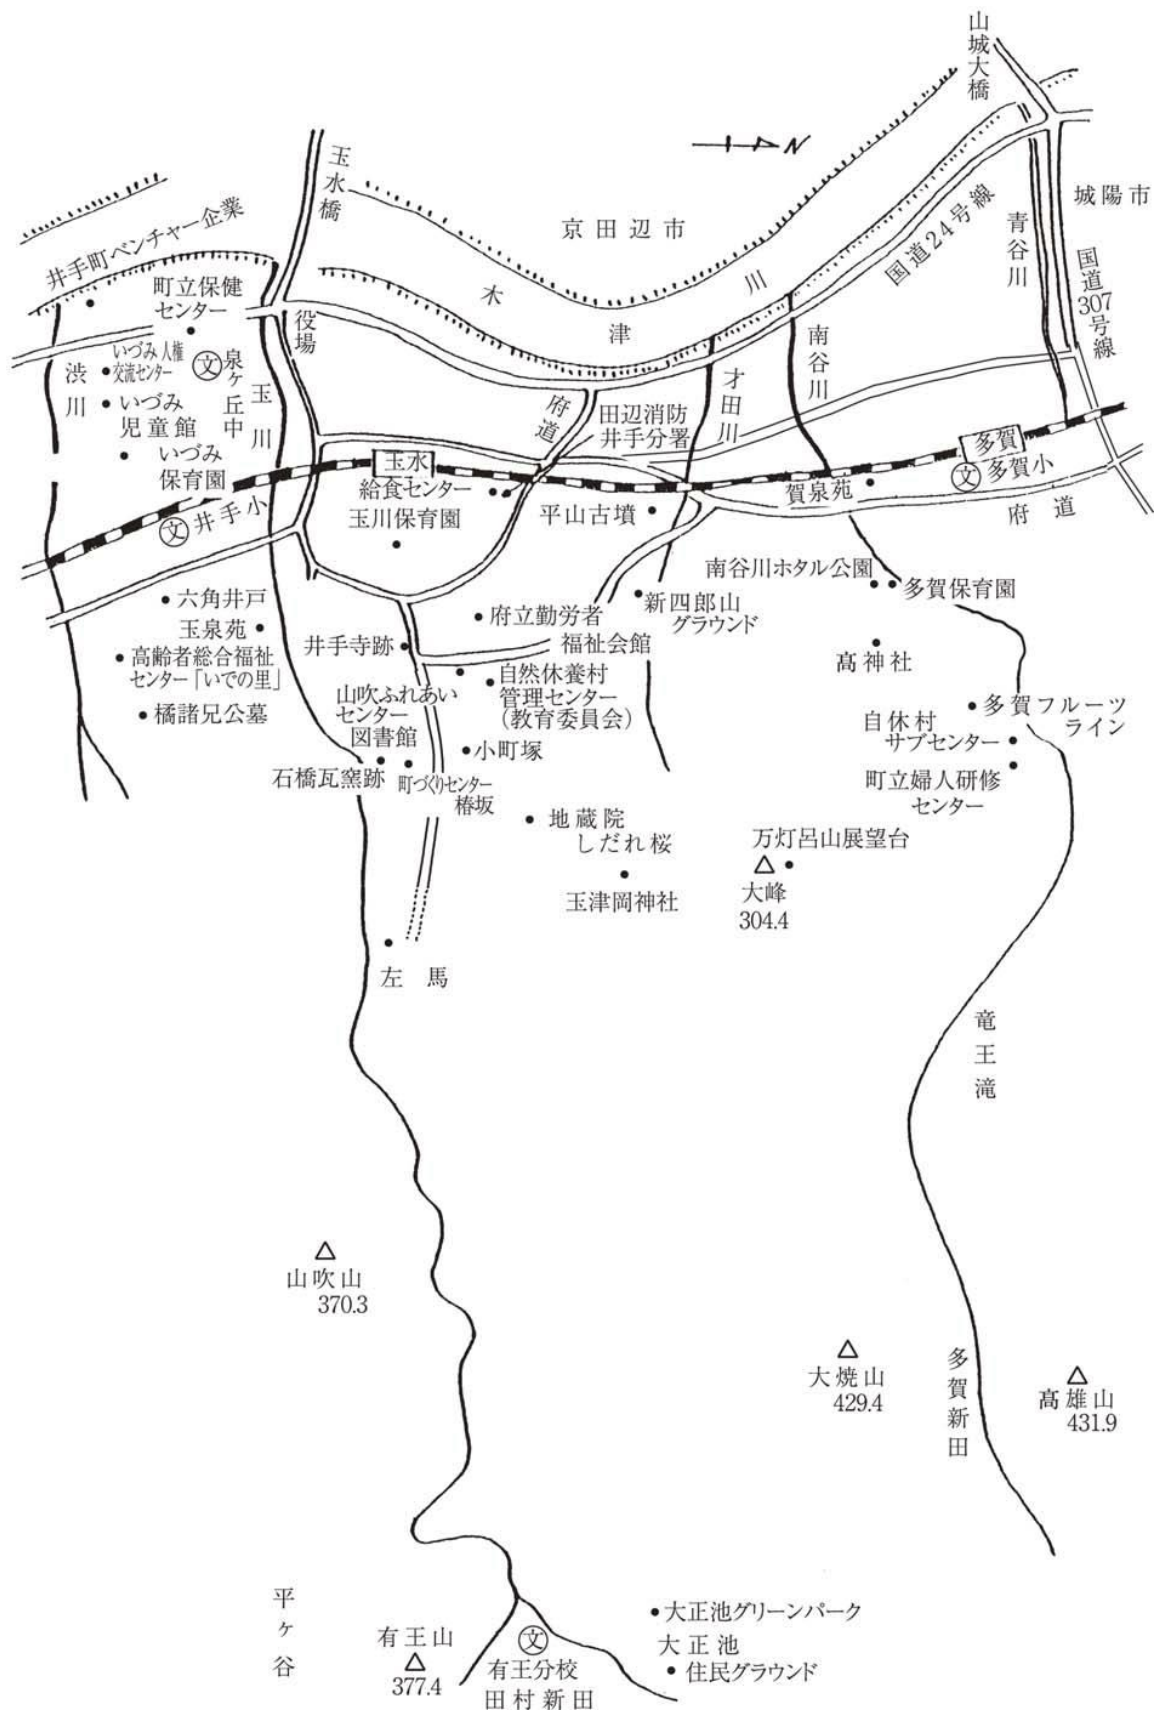 山城大橋
N
玉水橋
城陽市
京田辺市
国道24号線
青谷川
井手町ベンチャー企業
国道307号線
町立保健
センター
木津川
役場
南谷川
いづみ人権
交流センター
文
泉ヶ丘中
渋川
玉川
才田川
いづみ
児童館
府道
田辺消防
井手分署
いづみ
保育園
玉水
多賀
文
多賀小
給食センター
賀泉苑
文
井手小
玉川保育園
平山古墳
府道
南谷川ホタル公園
多賀保育園
六角井戸
新四郎山
グラウンド
府立勤労者
福祉会館
玉泉苑
井手寺跡
高神社
高齢者総合福祉
センター「いでの里」
自然休養村
管理センター
(教育委員会)
山吹ふれあい
センター
図書館
橘諸兄公墓
多賀フルーツ
ライン
自休村
サブセンター
小町塚
石橋瓦窯跡
町づくりセンター
椿坂
町立婦人研修
センター
地蔵院
しだれ桜
万灯呂山展望台
大峰
304.4
玉津岡神社
左馬
竜王滝
山吹山
370.3
大焼山
429.4
多賀新田
高雄山
431.9
平ヶ谷
大正池グリーンパーク
有王山
377.4
文
有王分校
田村新田
大正池
住民グラウンド